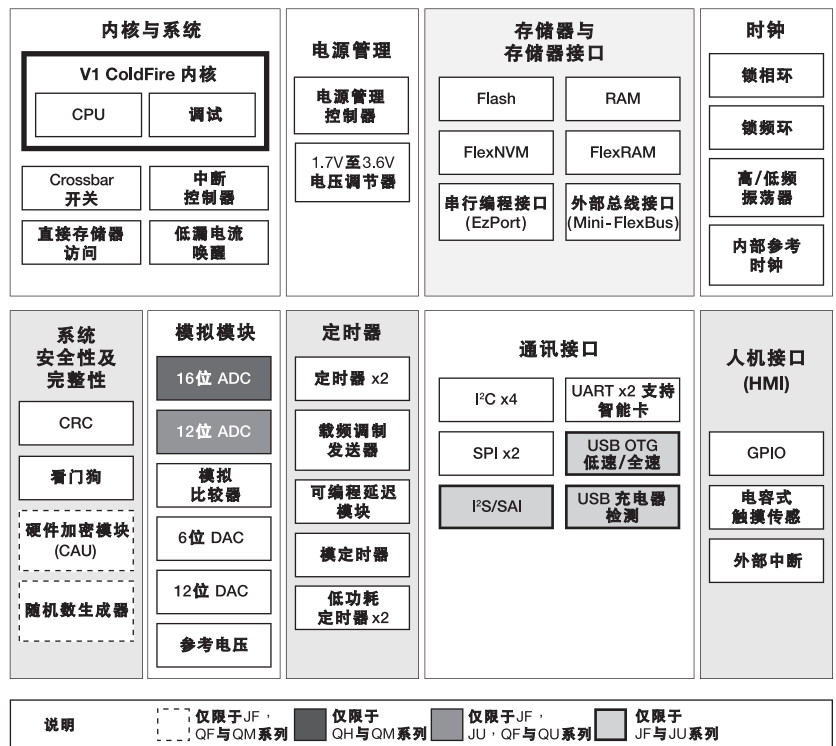 内核与系统
V1 ColdFire 内核
CPU
调试
Crossbar
开关
中断
控制器
直接存储器
访问
低漏电流
唤醒
电源管理
电源管理
控制器
1.7V至3.6V
电压调节器
存储器与
存储器接口
Flash
RAM
FlexNVM
FlexRAM
串行编程接口
(EzPort)
外部总线接口
(Mini-FlexBus)
时钟
锁相环
锁频环
高/低频
振荡器
内部参考
时钟
系统
安全性及
完整性
CRC
看门狗
硬件加密模块
(CAU)
随机数生成器
模拟模块
16位 ADC
12位 ADC
模拟
比较器
6位 DAC
12位 DAC
参考电压
定时器
定时器 x2
载频调制
发送器
可编程延迟
模块
模定时器
低功耗
定时器 x2
通讯接口
I²C x4
UART x2 支持
智能卡
SPI x2
USB OTG
低速/全速
I²S/SAI
USB 充电器
检测
人机接口
(HMI)
GPIO
电容式
触摸传感
外部中断
说明
仅限于JF，
QF与QM系列
仅限于
QH与QM系列
仅限于JF，
JU，QF与QU系列
仅限于
JF与JU系列